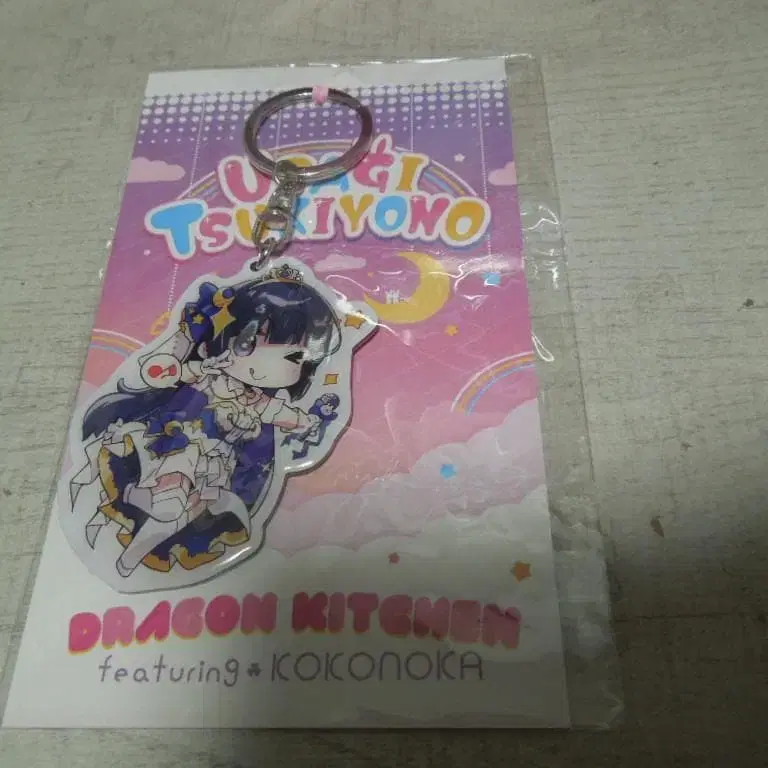 USAGI
TSUKIYONO
DRAGON KITCHEN
featuring * KOKONOKA